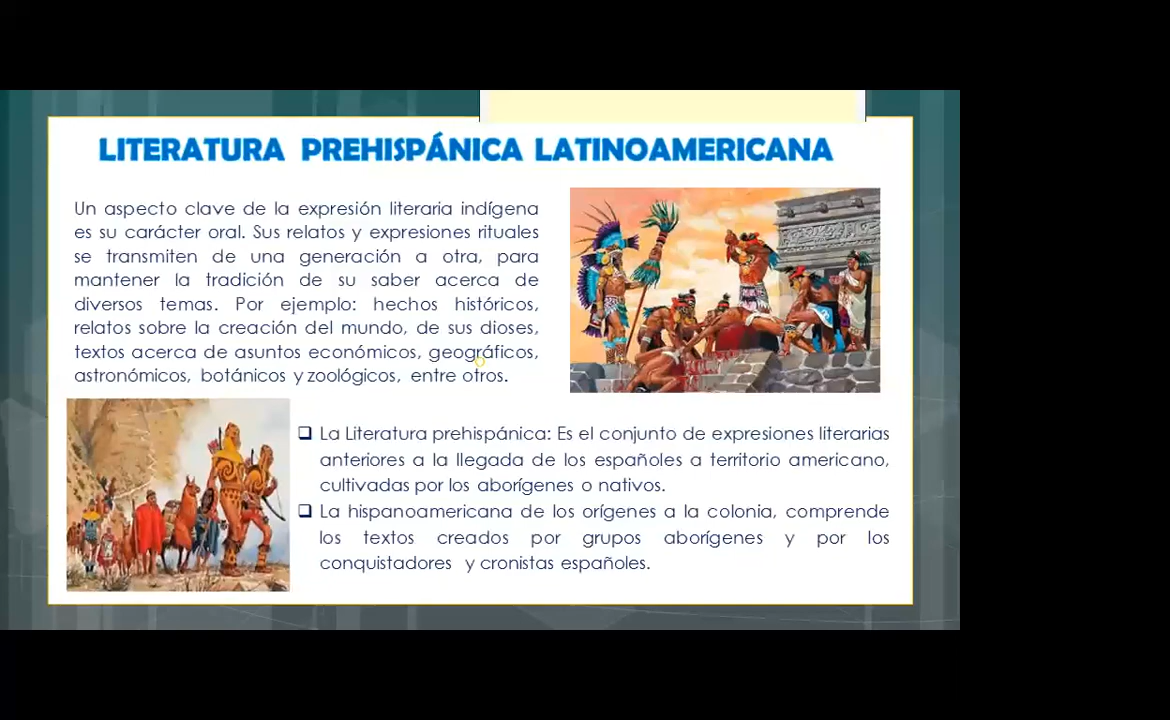 LITERATURA PREHISPÁNICA LATINOAMERICANA
Un aspecto clave de la expresión literaria indígena
es su carácter oral. Sus relatos y expresiones rituales
se transmiten de una generación a otra, para
mantener la tradición de su saber acerca de
diversos temas. Por ejemplo: hechos históricos,
relatos sobre la creación del mundo, de sus dioses,
textos acerca de asuntos económicos, geográficos,
astronómicos, botánicos y zoológicos, entre otros.
❑ La Literatura prehispánica: Es el conjunto de expresiones literarias
anteriores a la llegada de los españoles a territorio americano,
cultivadas por los aborígenes o nativos.
❑ La hispanoamericana de los orígenes a la colonia, comprende
los textos creados por grupos aborígenes y por los
conquistadores y cronistas españoles.